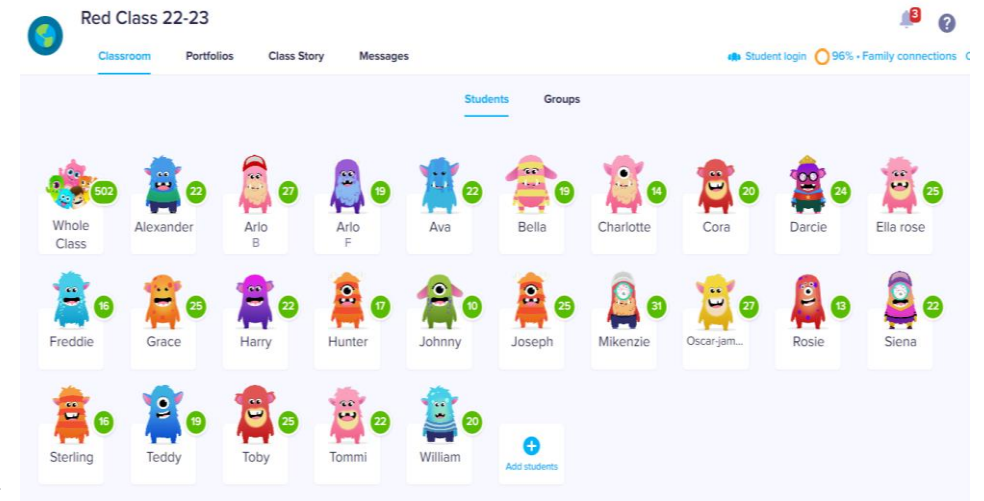 Red Class 22-23
3
?
Classroom Portfolios Class Story Messages
Student login 96% • Family connections
Students Groups
502 22 27 19 22 19 14 20 24 25
Whole Class Alexander Arlo B Arlo F Ava Bella Charlotte Cora Darcie Ella rose
16 25 22 17 10 25 31 27 13 22
Freddie Grace Harry Hunter Johnny Joseph Mikenzie Oscar-jam... Rosie Siena
16 19 25 22 20
Sterling Teddy Toby Tommi William
Add students